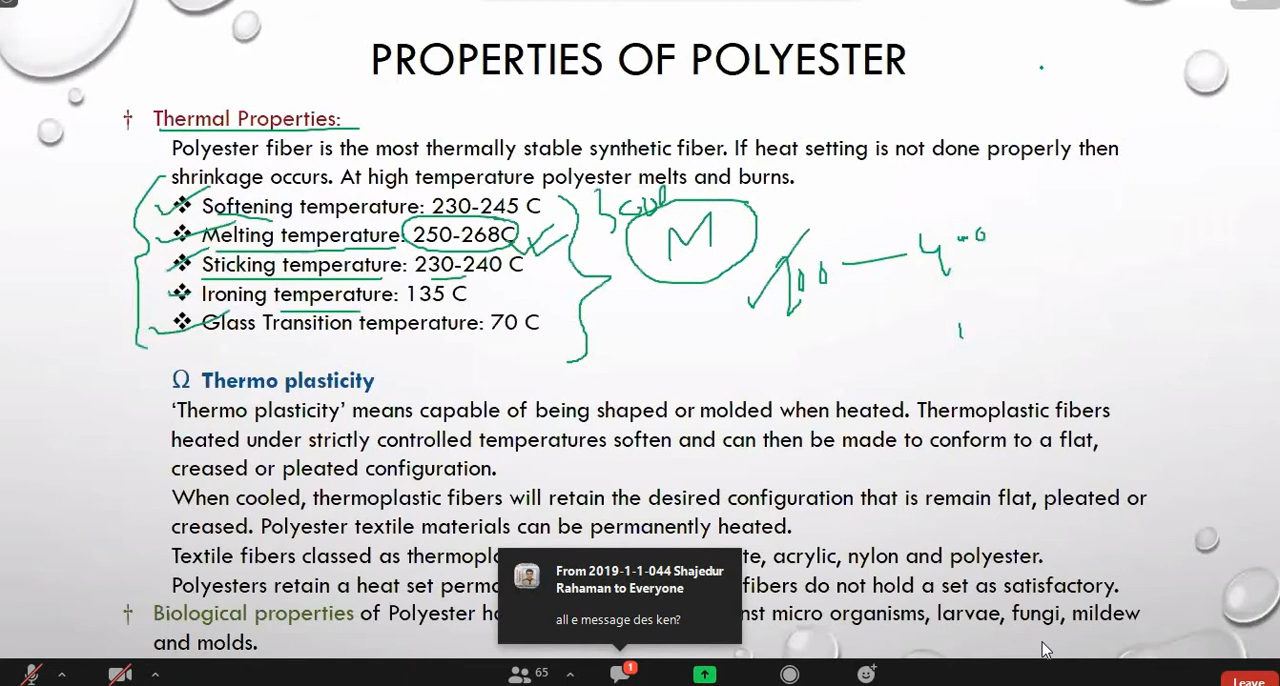 PROPERTIES OF POLYESTER
† Thermal Properties:
Polyester fiber is the most thermally stable synthetic fiber. If heat setting is not done properly then
shrinkage occurs. At high temperature polyester melts and burns.
❖ Softening temperature: 230-245 C
❖ Melting temperature: 250-268C
❖ Sticking temperature: 230-240 C
❖ Ironing temperature: 135 C
❖ Glass Transition temperature: 70 C
M
Ω Thermo plasticity
‘Thermo plasticity’ means capable of being shaped or molded when heated. Thermoplastic fibers
heated under strictly controlled temperatures soften and can then be made to conform to a flat,
creased or pleated configuration.
When cooled, thermoplastic fibers will retain the desired configuration that is remain flat, pleated or
creased. Polyester textile materials can be permanently heated.
Textile fibers classed as acrylic, nylon and polyester.
Polyesters retain a heat set fibers do not hold a set as satisfactory.
† Biological properties of Polyester micro organisms, larvae, fungi, mildew
and molds.
From 2019-1-1-044 Shajedur
Rahaman to Everyone
all e message des ken?
65
1
Leave